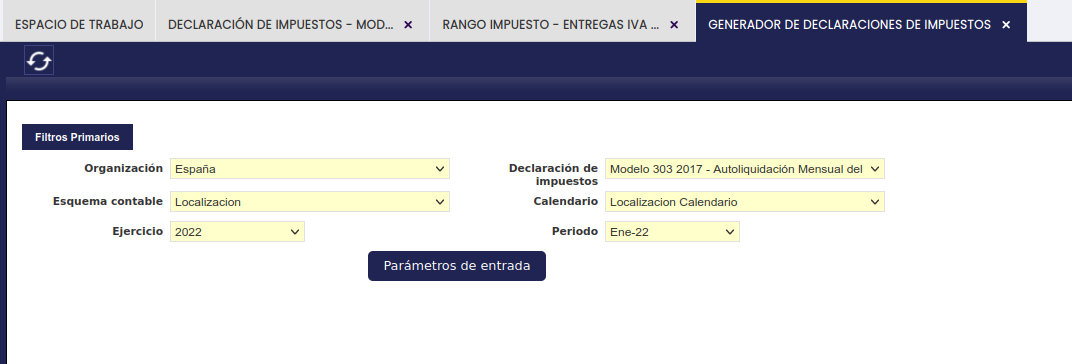 ESPACIO DE TRABAJO
DECLARACIÓN DE IMPUESTOS - MOD... ×
RANGO IMPUESTO - ENTREGAS IVA ... ×
GENERADOR DE DECLARACIONES DE IMPUESTOS ×
Filtros Primarios
Organización España
Declaración de impuestos Modelo 303 2017 - Autoliquidación Mensual del
Esquema contable Localizacion
Calendario Localizacion Calendario
Ejercicio 2022
Periodo Ene-22
Parámetros de entrada